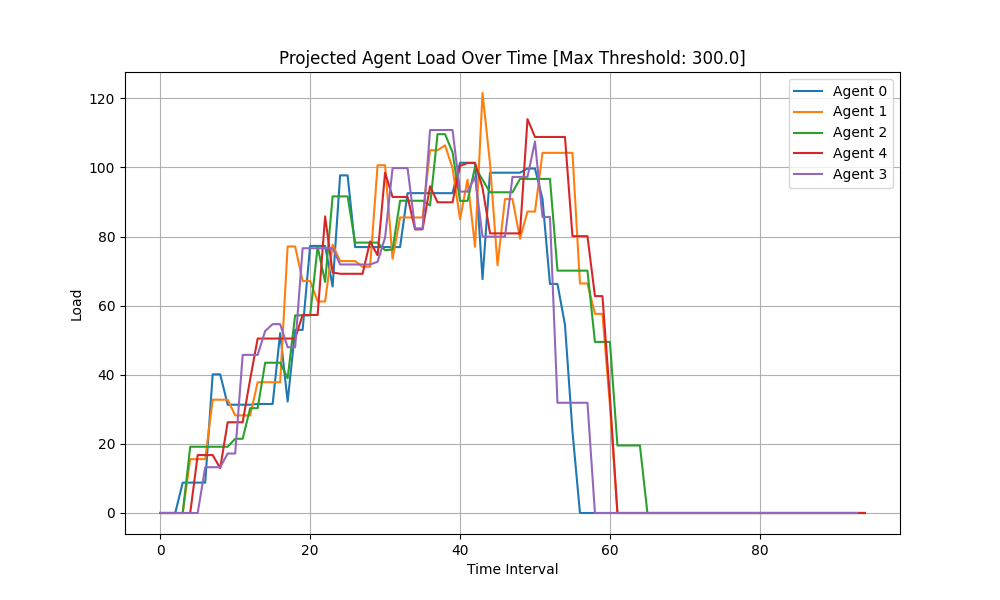 Projected Agent Load Over Time [Max Threshold: 300.0]
120
100
80
60
40
20
0
Load
0 20 40 60 80
Time Interval
Agent 0
Agent 1
Agent 2
Agent 4
Agent 3